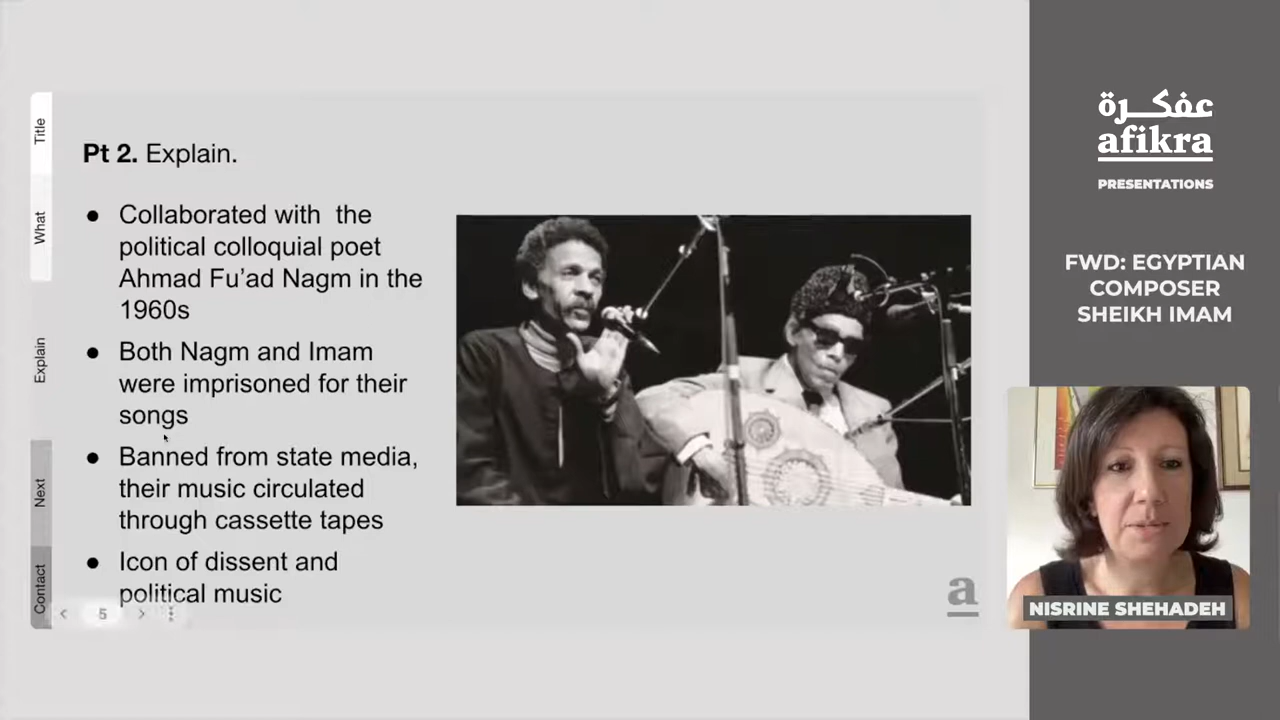 Title
What
Explain
Next
Contact
Pt 2. Explain.
● Collaborated with the
political colloquial poet
Ahmad Fu’ad Nagm in the
1960s
● Both Nagm and Imam
were imprisoned for their
songs
● Banned from state media,
their music circulated
through cassette tapes
● Icon of dissent and
political music
5
a
عفكرة
afikra
PRESENTATIONS
FWD: EGYPTIAN
COMPOSER
SHEIKH IMAM
NISRINE SHEHADEH